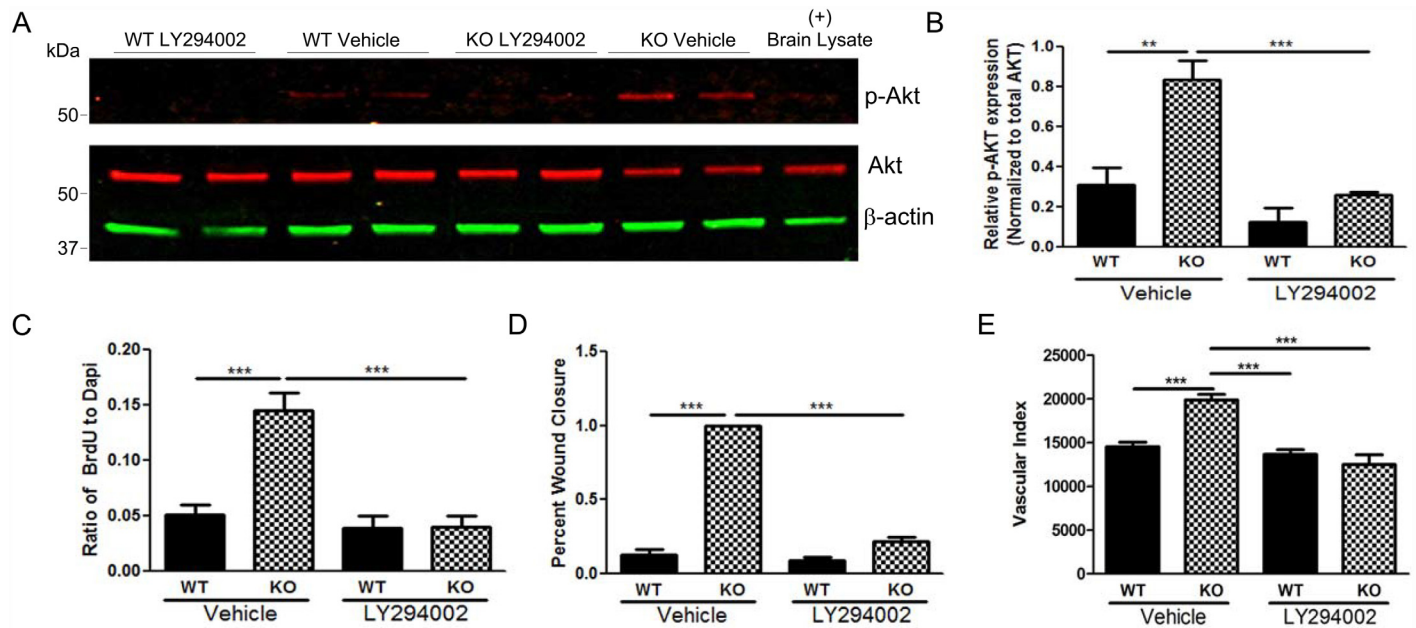 A
kDa
WT LY294002
WT Vehicle
KO LY294002
KO Vehicle
(+)
Brain Lysate
50
p-Akt
50
37
Akt
β-actin
B
Relative p-AKT expression
(Normalized to total AKT)
1.0
0.8
0.6
0.4
0.2
0.0
**
***
WT
KO
WT
KO
Vehicle
LY294002
C
Ratio of BrdU to Dapi
0.20
0.15
0.10
0.05
0.00
***
***
WT
KO
WT
KO
Vehicle
LY294002
D
Percent Wound Closure
1.5
1.0
0.5
0.0
***
***
WT
KO
WT
KO
Vehicle
LY294002
E
Vascular Index
25000
20000
15000
10000
5000
0
***
***
***
WT
KO
WT
KO
Vehicle
LY294002